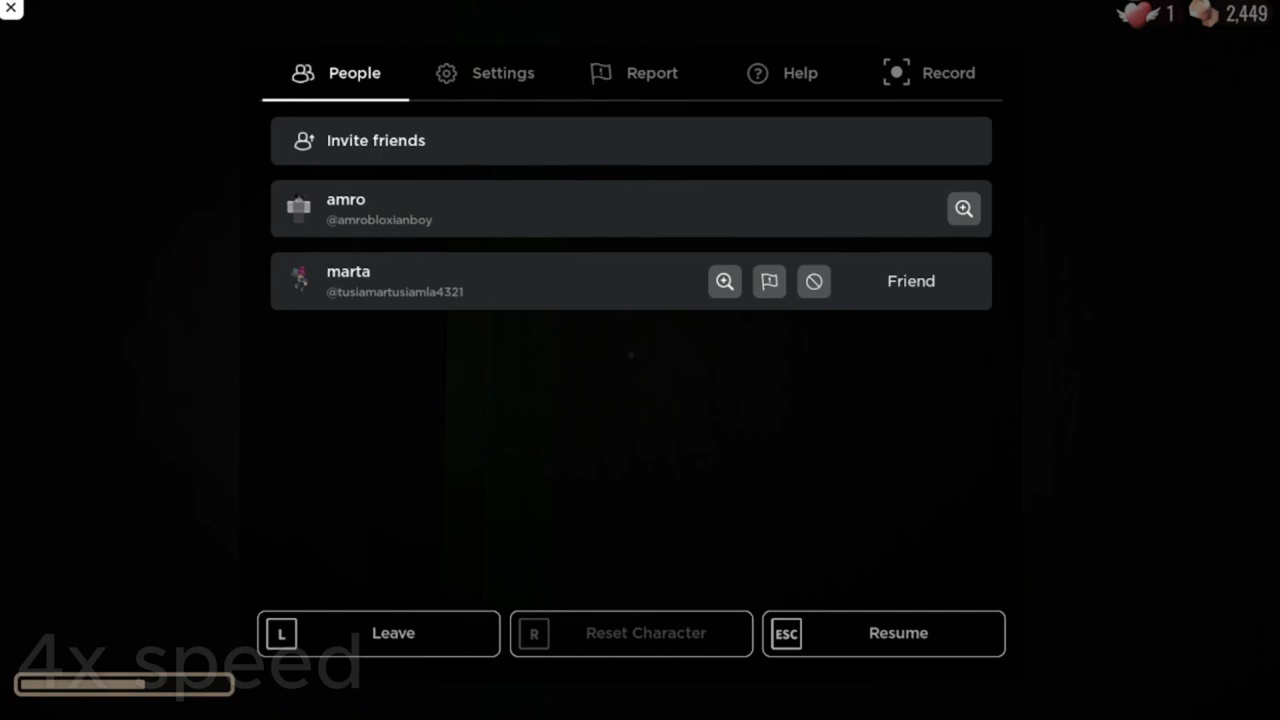 1 2,449
People Settings Report Help Record
Invite friends
amro
@amrobloxianboy
marta
@tusiamartusiamla4321
Friend
L Leave R Reset Character ESC Resume
4x speed